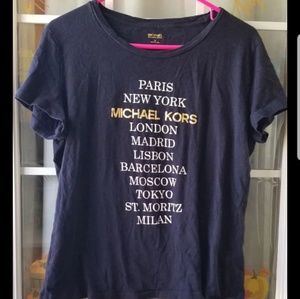 PARIS
NEW YORK
MICHAEL KORS
LONDON
MADRID
LISBON
BARCELONA
MOSCOW
TOKYO
ST. MORITZ
MILAN